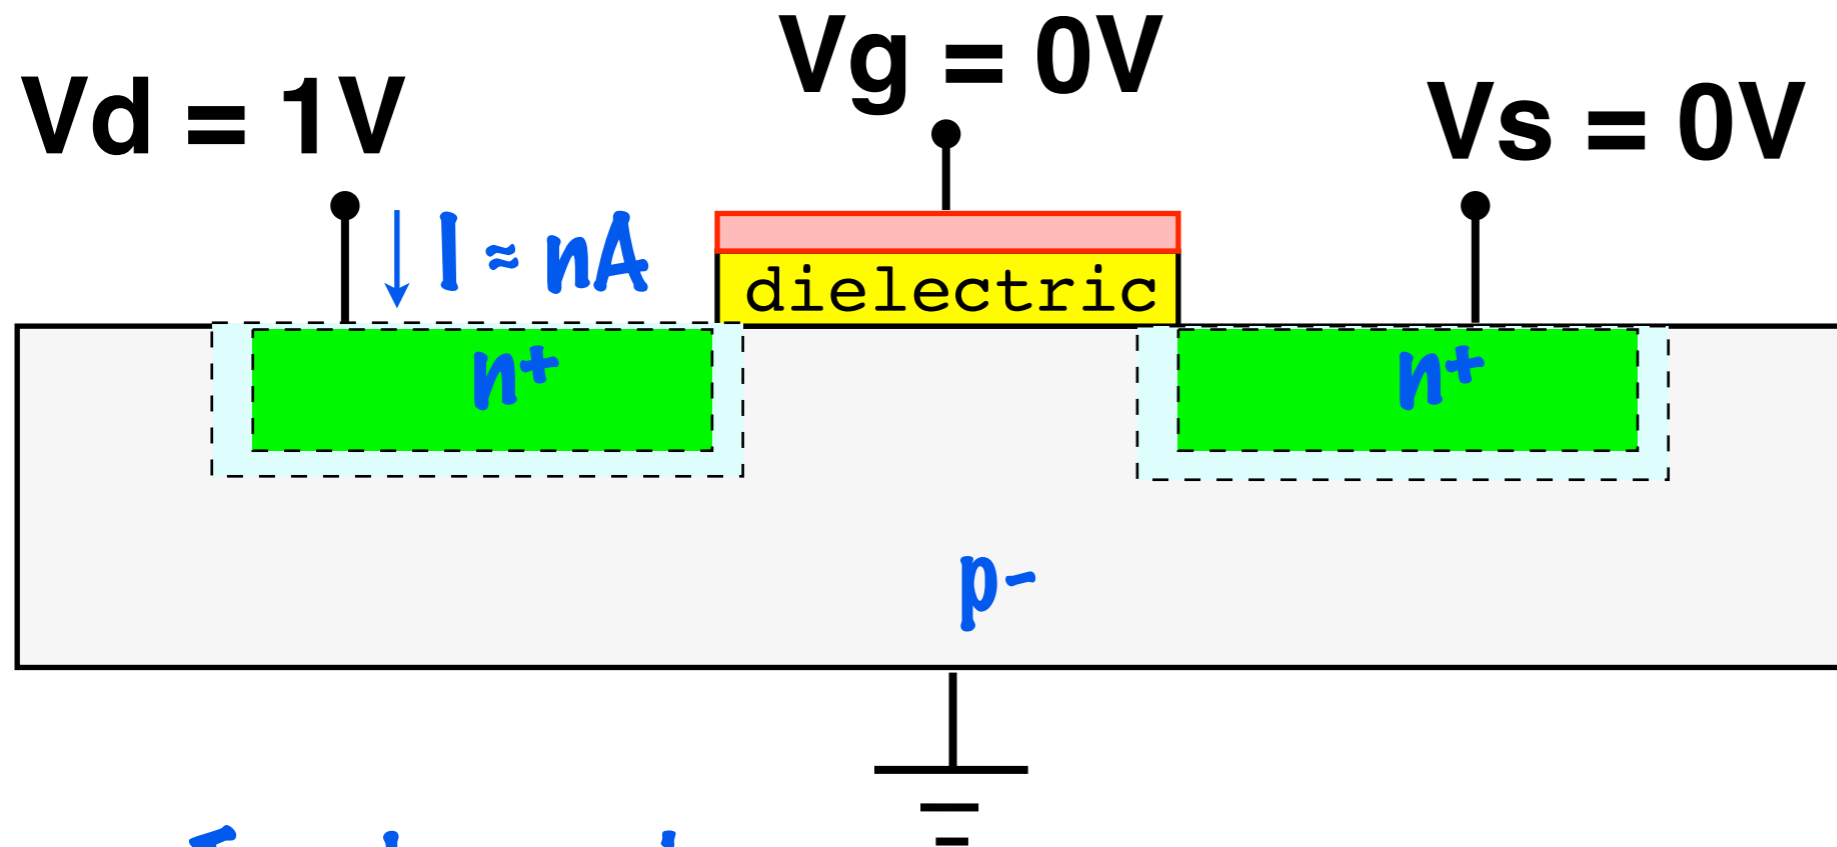 Vg = 0V
Vd = 1V
Vs = 0V
I ≈ nA
dielectric
n+
n+
p-